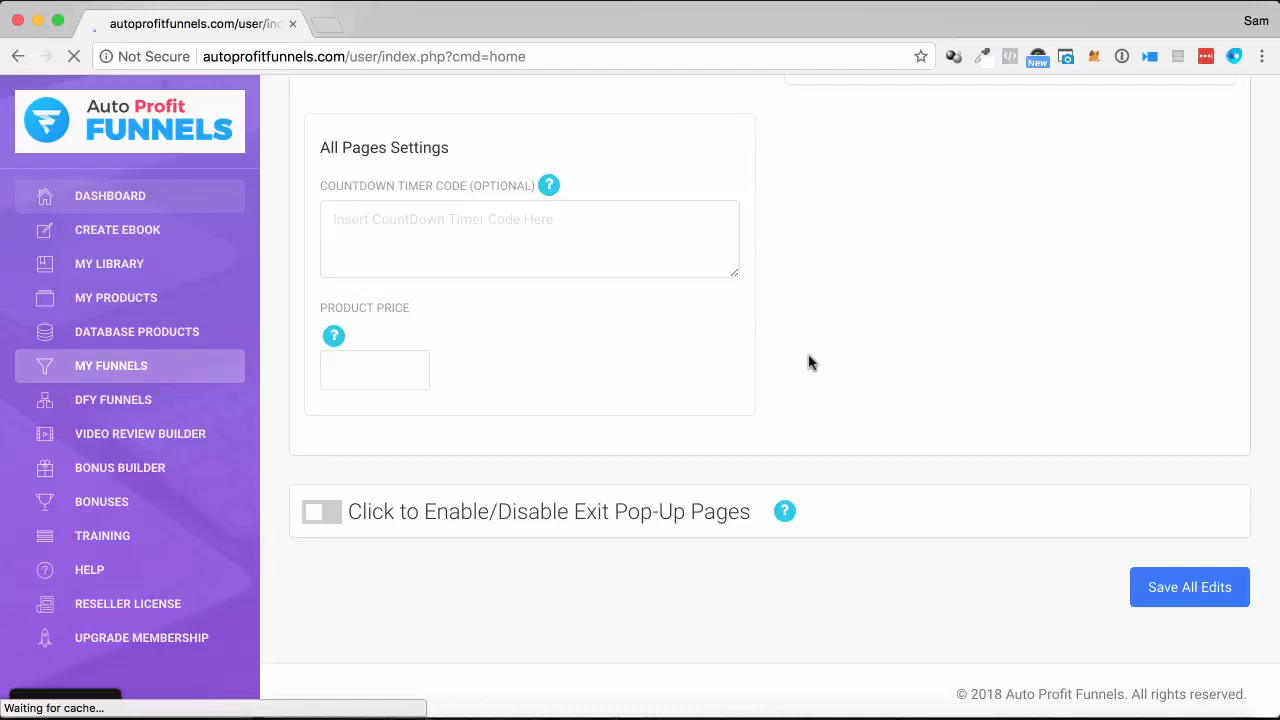 autoprofitfunnels.com/user/ind
Sam
Not Secure
autoprofitfunnels.com/user/index.php?cmd=home
New
Auto Profit
FUNNELS
DASHBOARD
CREATE EBOOK
MY LIBRARY
MY PRODUCTS
DATABASE PRODUCTS
MY FUNNELS
DFY FUNNELS
VIDEO REVIEW BUILDER
BONUS BUILDER
BONUSES
TRAINING
HELP
RESELLER LICENSE
UPGRADE MEMBERSHIP
Waiting for cache...
All Pages Settings
COUNTDOWN TIMER CODE (OPTIONAL) ?
Insert CountDown Timer Code Here
PRODUCT PRICE
?
Click to Enable/Disable Exit Pop-Up Pages ?
Save All Edits
© 2018 Auto Profit Funnels. All rights reserved.